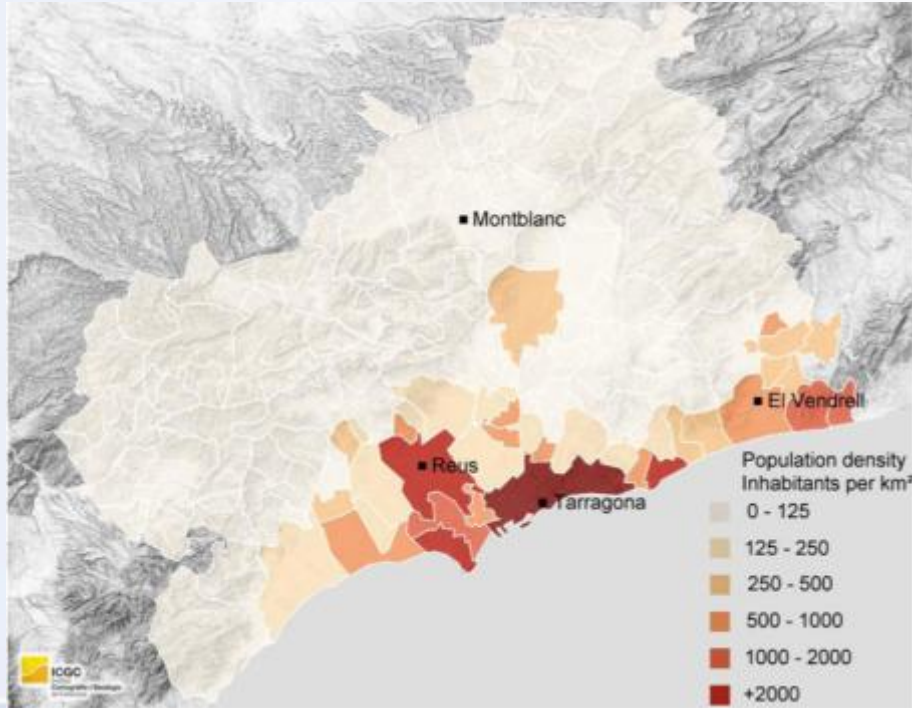 Montblanc
El Vendrell
Reus
Tarragona
Population density
Inhabitants per km²
0 - 125
125 - 250
250 - 500
500 - 1000
1000 - 2000
+2000
ICGC